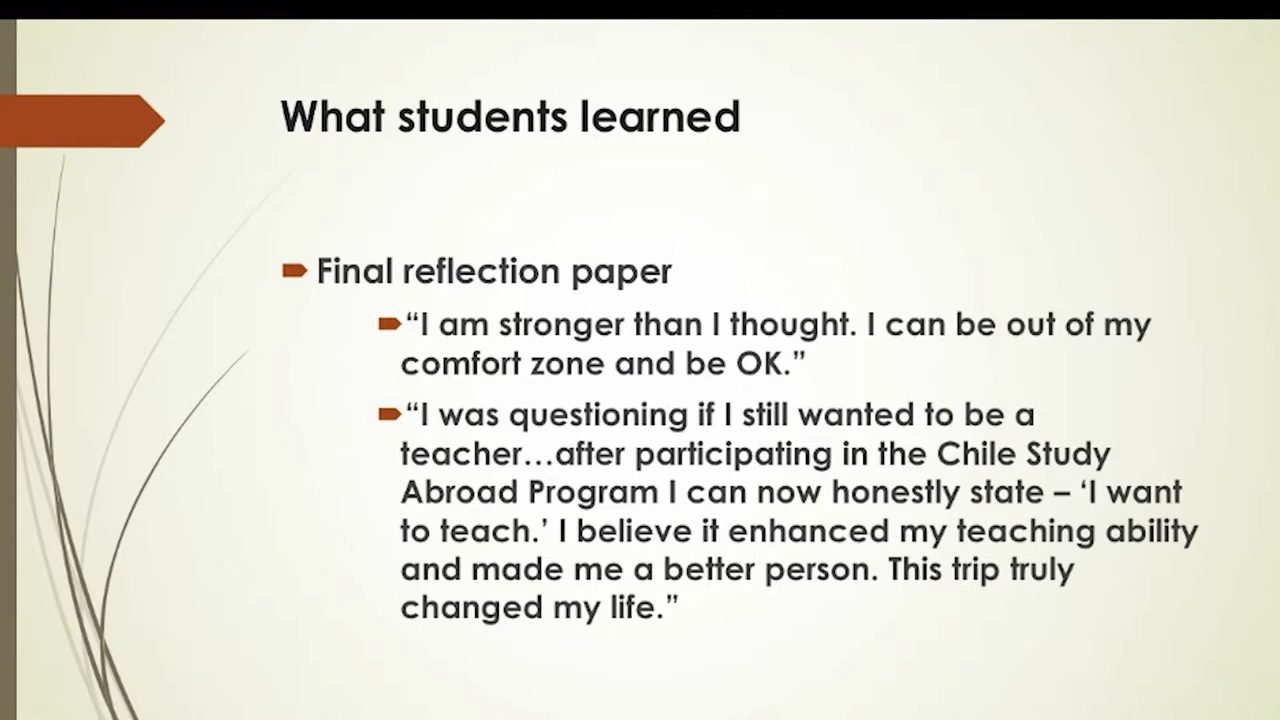 What students learned
Final reflection paper
“I am stronger than I thought. I can be out of my
comfort zone and be OK.”
“I was questioning if I still wanted to be a
teacher…after participating in the Chile Study
Abroad Program I can now honestly state – ‘I want
to teach.’ I believe it enhanced my teaching ability
and made me a better person. This trip truly
changed my life.”